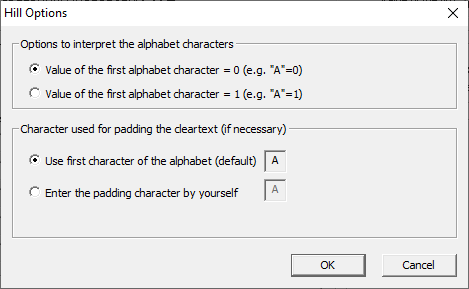 Hill Options
Options to interpret the alphabet characters
Value of the first alphabet character = 0 (e.g. "A"=0)
Value of the first alphabet character = 1 (e.g. "A"=1)
Character used for padding the cleartext (if necessary)
Use first character of the alphabet (default) A
Enter the padding character by yourself A
OK Cancel